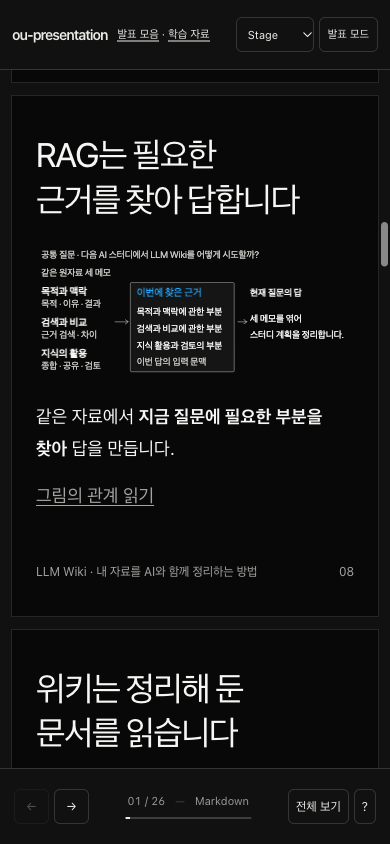 ou-presentation 발표 모음 · 학습 자료 Stage 발표 모드
RAG는 필요한
근거를 찾아 답합니다
공통 질문 · 다음 AI 스터디에서 LLM Wiki를 어떻게 시도할까?
같은 원자료 세 메모
목적과 맥락
목적 · 이유 · 결과
검색과 비교
근거 검색 · 차이
지식의 활용
종합 · 공유 · 검토
→
이번에 찾은 근거
목적과 맥락에 관한 부분
검색과 비교에 관한 부분
지식 활용과 검토의 부분
이번 답의 입력 문맥
→
현재 질문의 답
세 메모를 엮어
스터디 계획을 정리합니다.
같은 자료에서 지금 질문에 필요한 부분을
찾아 답을 만듭니다.
그림의 관계 읽기
LLM Wiki · 내 자료를 AI와 함께 정리하는 방법 08
위키는 정리해 둔
문서를 읽습니다
← → 01 / 26 — Markdown 전체 보기 ?